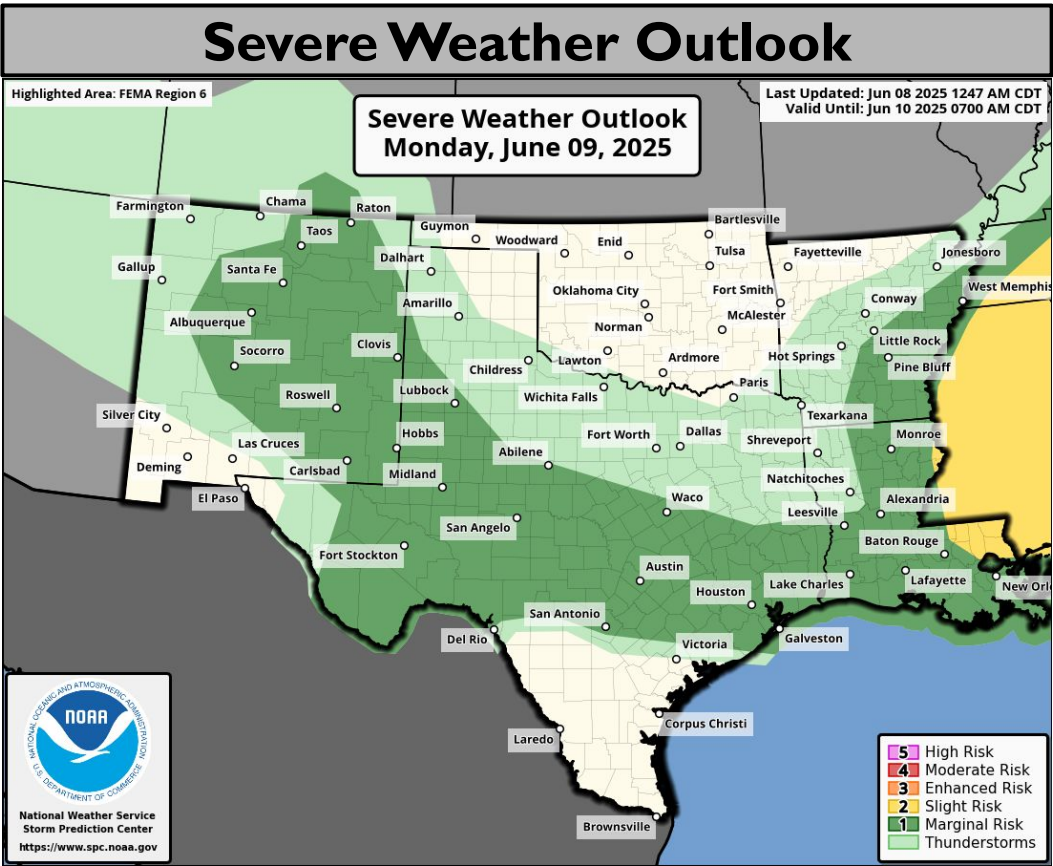 Severe Weather Outlook
Highlighted Area: FEMA Region 6
Last Updated: Jun 08 2025 1247 AM CDT
Valid Until: Jun 10 2025 0700 AM CDT
Severe Weather Outlook
Monday, June 09, 2025
Farmington
Chama
Raton
Taos
Guymon
Woodward
Enid
Bartlesville
Tulsa
Fayetteville
Jonesboro
Gallup
Santa Fe
Dalhart
Amarillo
Oklahoma City
Fort Smith
Conway
West Memphis
Albuquerque
Norman
McAlester
Little Rock
Socorro
Clovis
Childress
Lawton
Ardmore
Hot Springs
Pine Bluff
Roswell
Lubbock
Wichita Falls
Paris
Texarkana
Silver City
Las Cruces
Hobbs
Abilene
Fort Worth
Dallas
Shreveport
Monroe
Deming
Carlsbad
Midland
Natchitoches
El Paso
San Angelo
Waco
Leesville
Alexandria
Fort Stockton
Baton Rouge
Austin
Houston
Lake Charles
Lafayette
New Orl
San Antonio
Del Rio
Victoria
Galveston
Laredo
Corpus Christi
Brownsville
NATIONAL OCEANIC AND ATMOSPHERIC ADMINISTRATION
NOAA
U.S. DEPARTMENT OF COMMERCE
National Weather Service
Storm Prediction Center
https://www.spc.noaa.gov
5 High Risk
4 Moderate Risk
3 Enhanced Risk
2 Slight Risk
1 Marginal Risk
Thunderstorms